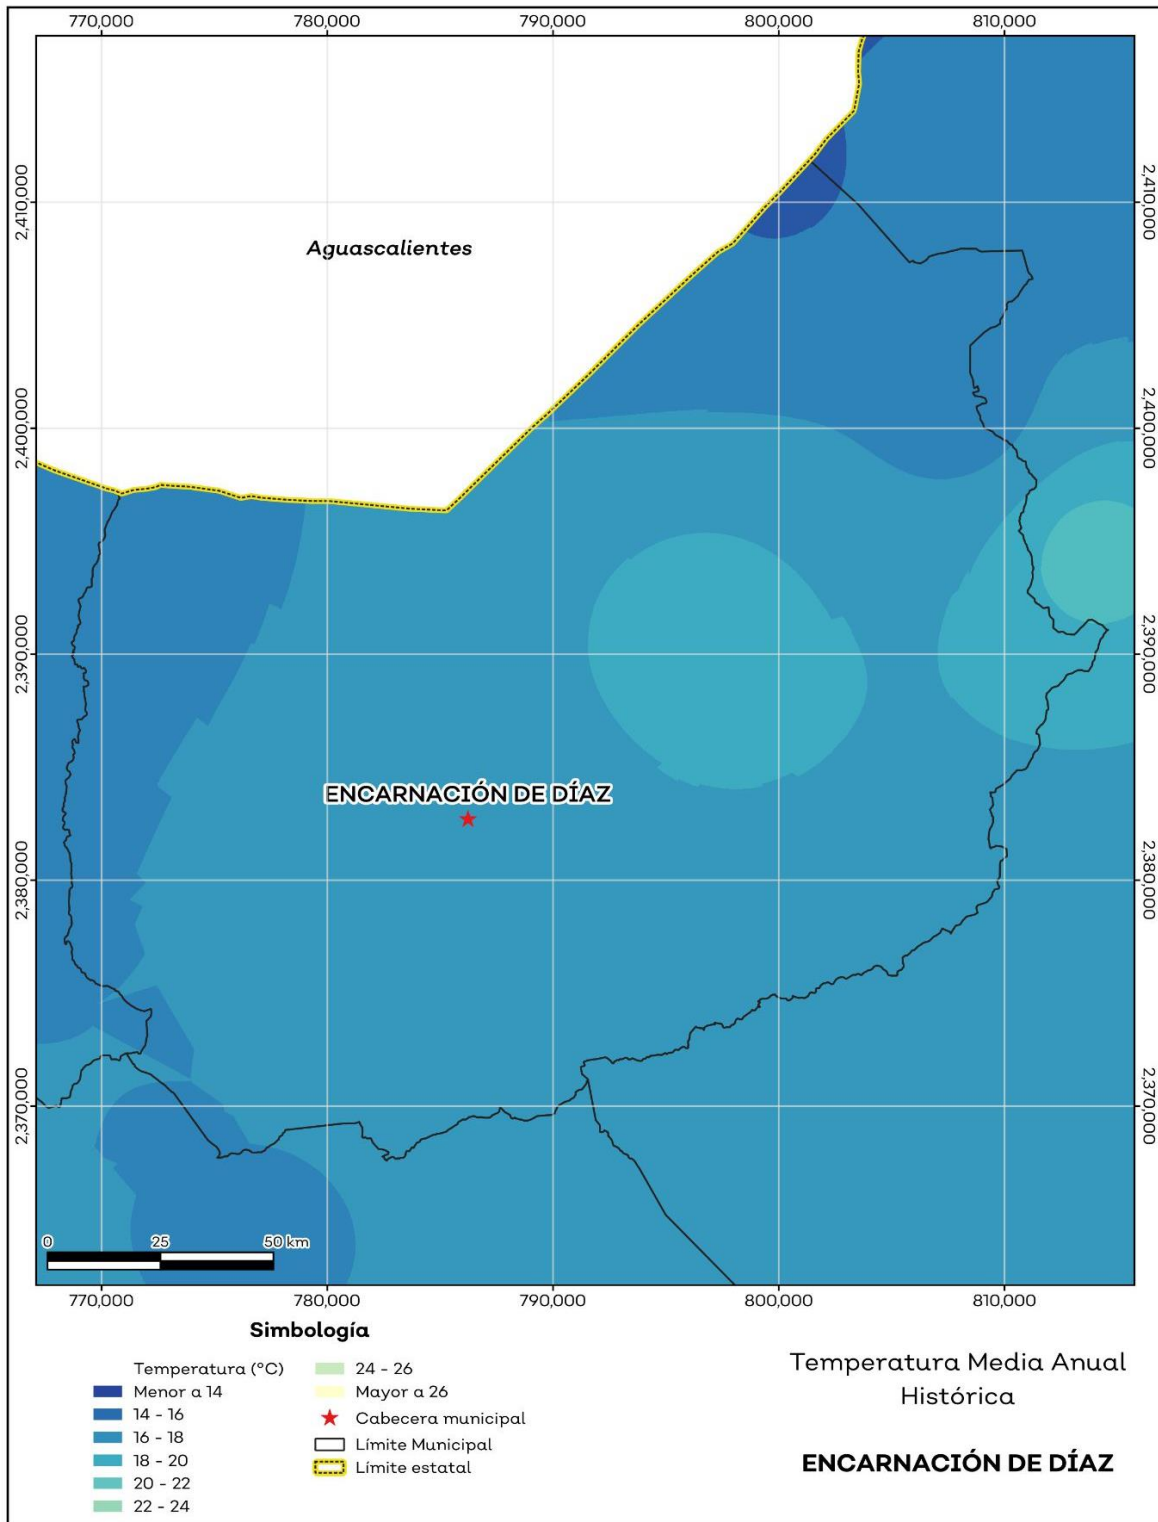 770,000 780,000 790,000 800,000 810,000
2,410,000 2,410,000
Aguascalientes
2,400,000 2,400,000
2,390,000 2,390,000
ENCARNACIÓN DE DÍAZ
2,380,000 2,380,000
2,370,000 2,370,000
0 25 50 km
770,000 780,000 790,000 800,000 810,000
Simbología
Temperatura (°C)
Menor a 14
14 - 16
16 - 18
18 - 20
20 - 22
22 - 24
24 - 26
Mayor a 26
Cabecera municipal
Límite Municipal
Límite estatal
Temperatura Media Anual
Histórica
ENCARNACIÓN DE DÍAZ